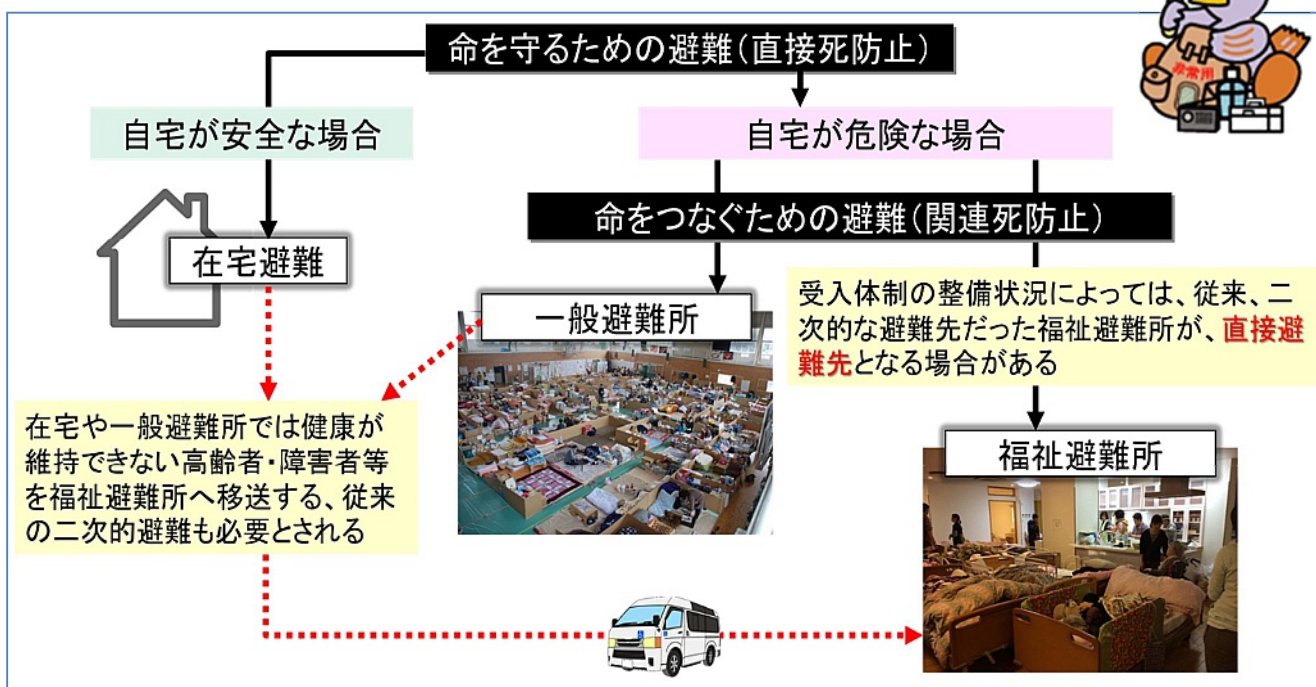 命を守るための避難(直接死防止)
非常用
自宅が安全な場合
自宅が危険な場合
命をつなぐための避難(関連死防止)
在宅避難
一般避難所
受入体制の整備状況によっては、従来、二
次的な避難先だった福祉避難所が、直接避
難先となる場合がある
在宅や一般避難所では健康が
維持できない高齢者・障害者等
を福祉避難所へ移送する、従来
の二次的避難も必要とされる
福祉避難所